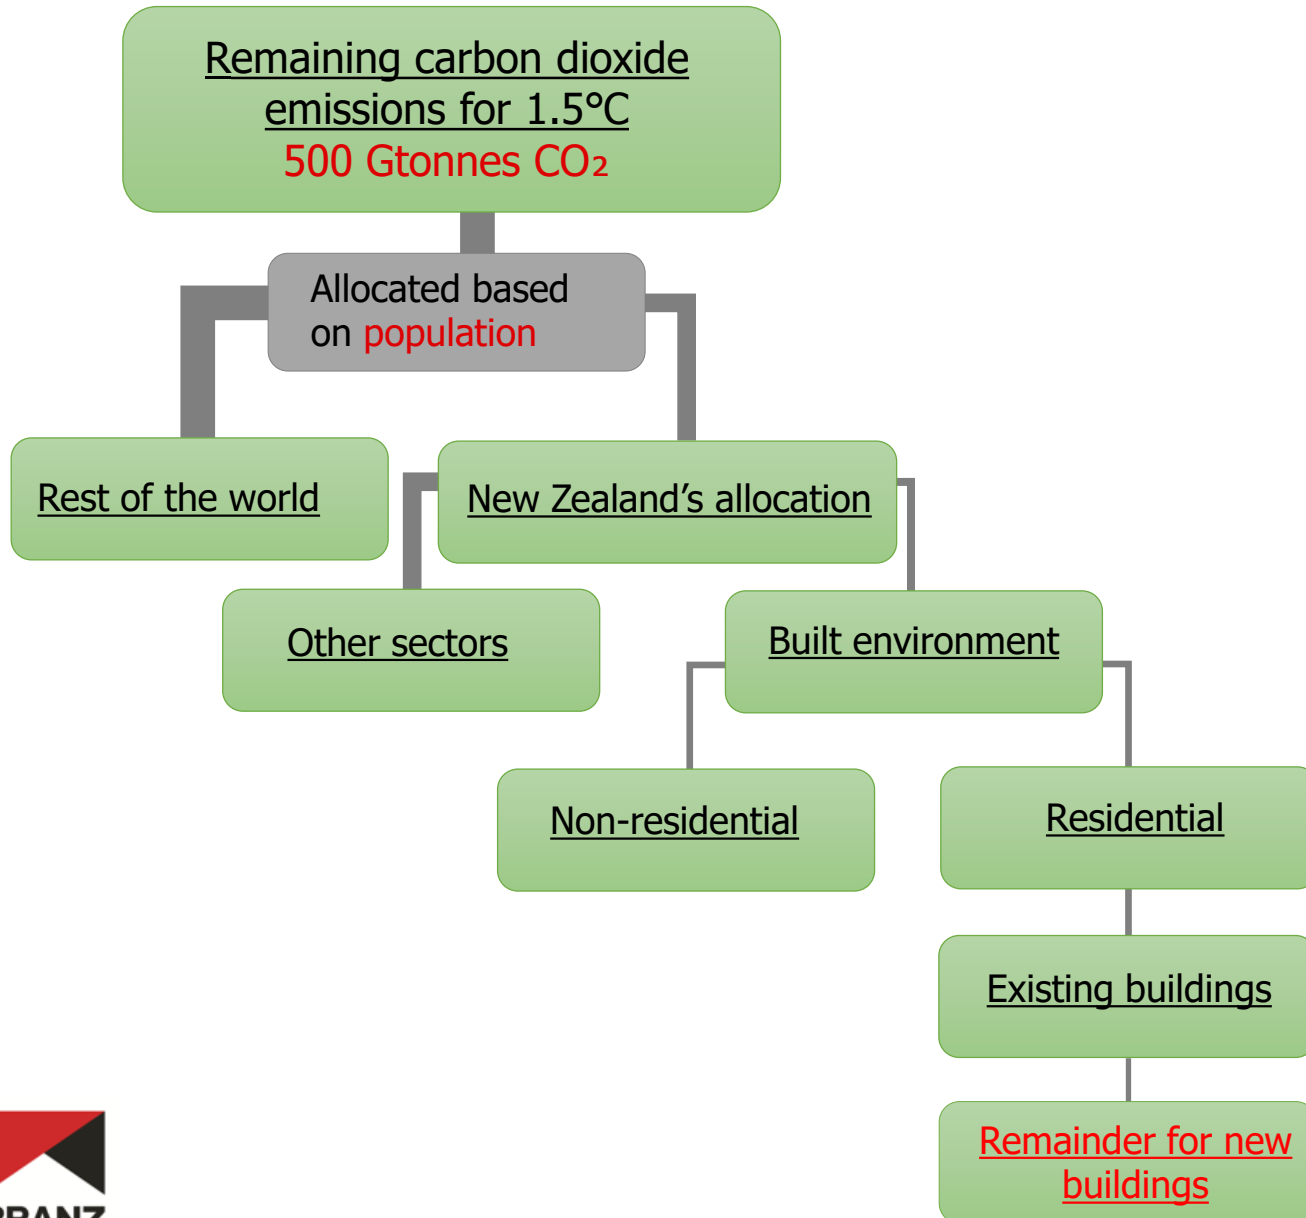 Remaining carbon dioxide
emissions for 1.5°C
500 Gtonnes CO₂
Allocated based
on population
Rest of the world
New Zealand’s allocation
Other sectors
Built environment
Non-residential
Residential
Existing buildings
Remainder for new
buildings
BRANZ